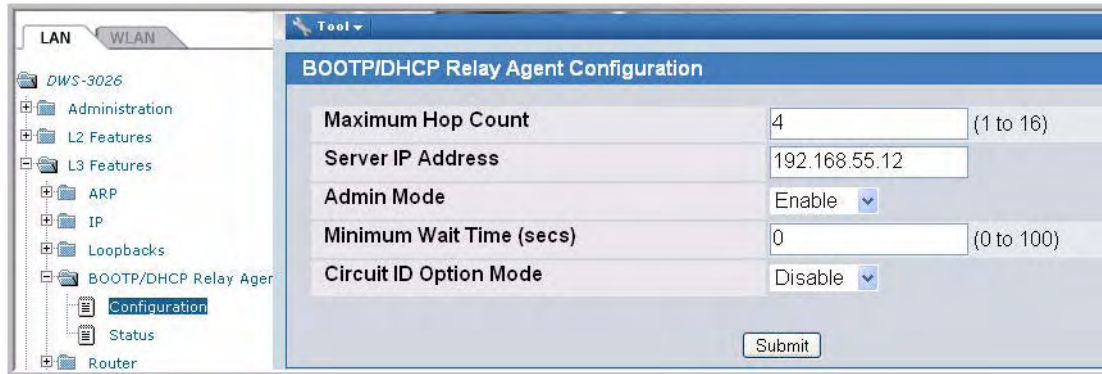 LAN WLAN
DWS-3026
Administration
L2 Features
L3 Features
ARP
IP
Loopbacks
BOOTP/DHCP Relay Agen
Configuration
Status
Router
Tool
BOOTP/DHCP Relay Agent Configuration
Maximum Hop Count 4 (1 to 16)
Server IP Address 192.168.55.12
Admin Mode Enable
Minimum Wait Time (secs) 0 (0 to 100)
Circuit ID Option Mode Disable
Submit